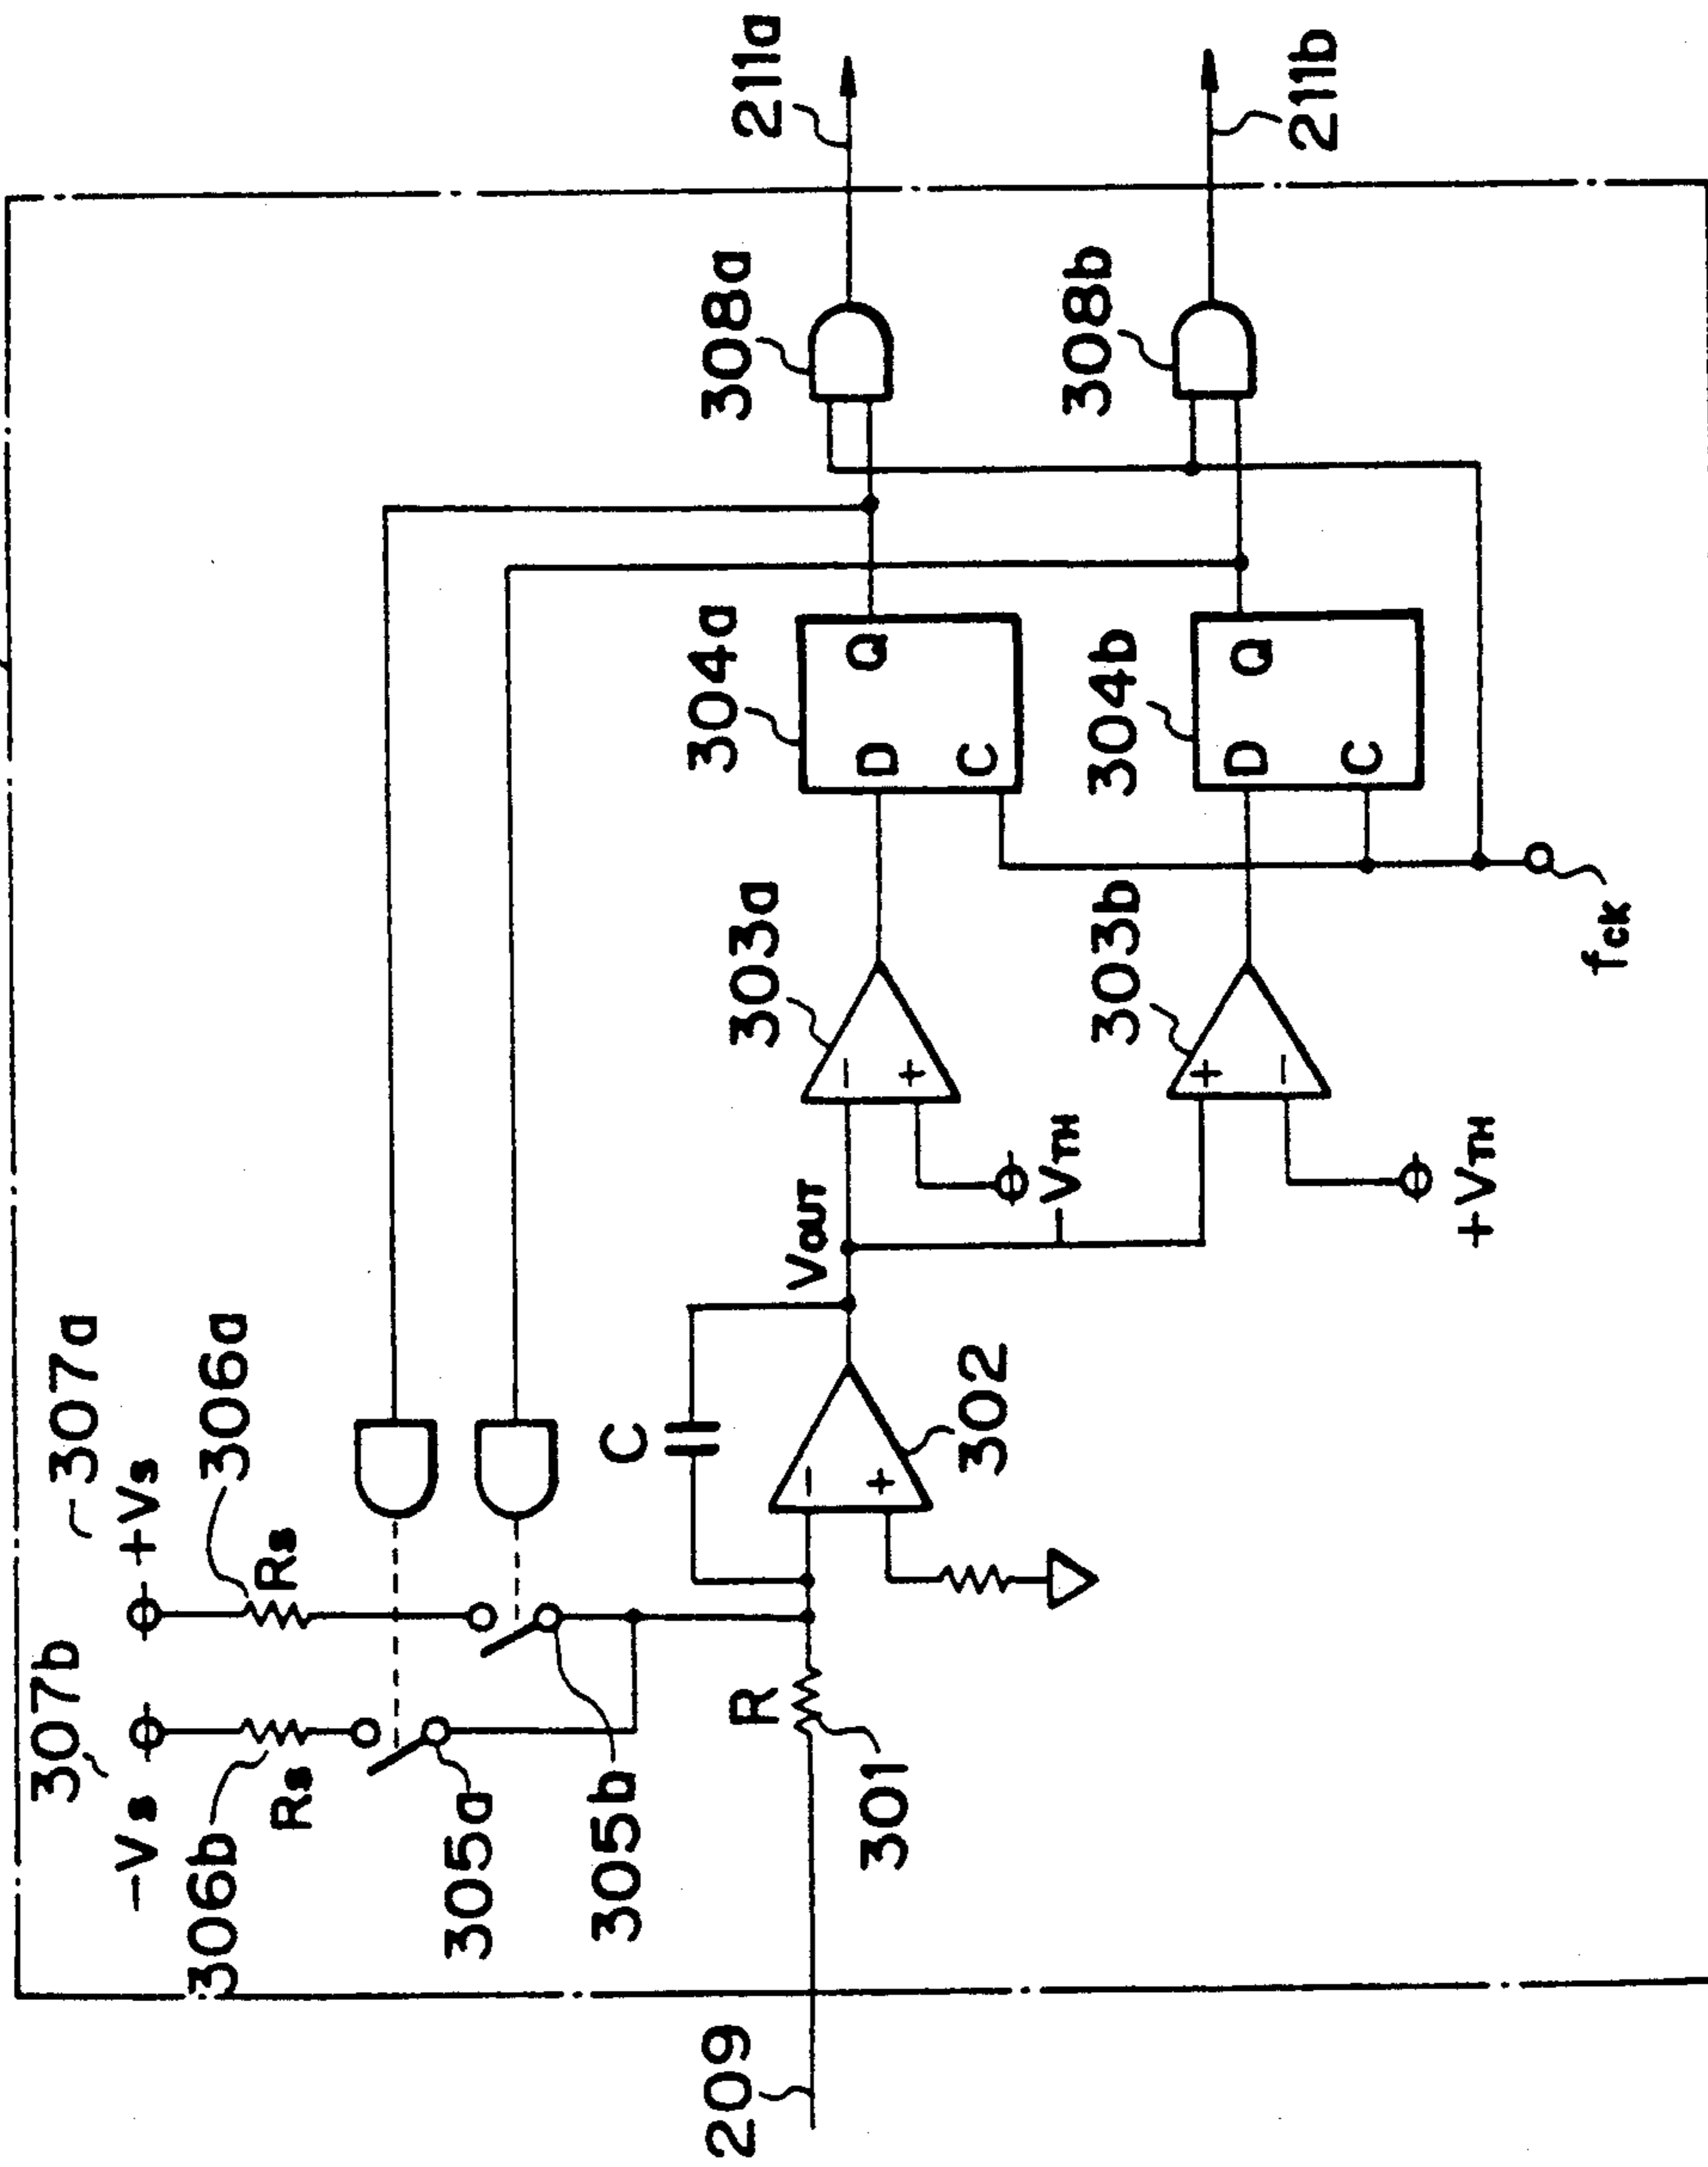 307b
307a
-Vs
+Vs
306b
306a
Rs
Rs
305a
305b
C
209
R
301
302
VOUT
-
+
303a
-
+
-VTH
303b
+
-
+VTH
304a
D
Q
C
304b
D
Q
C
fCK
308a
308b
211a
211b